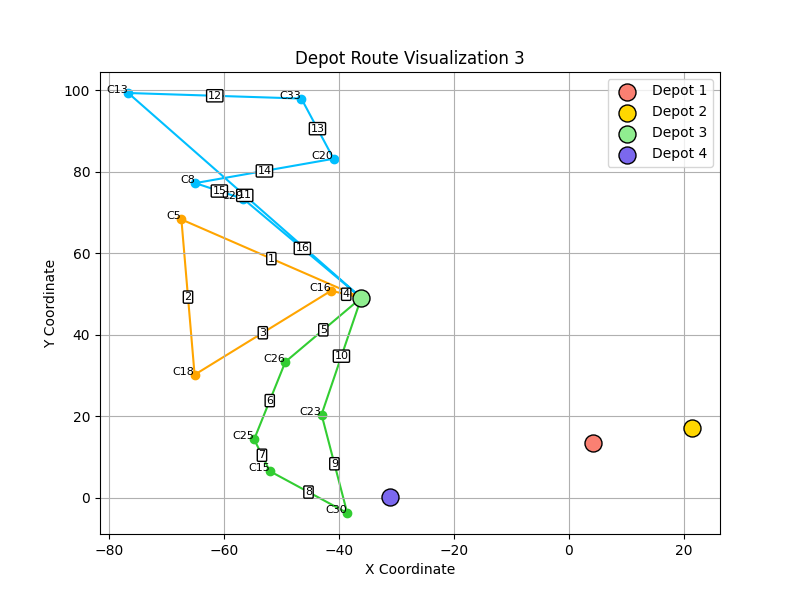 Depot Route Visualization 3
Depot 1
Depot 2
Depot 3
Depot 4
C13
12
C33
13
C20
14
C8
15
11
C5
16
1
C16
4
2
3
5
C18
C26
10
6
C23
C25
7
9
C15
8
C30
100
80
60
40
20
0
Y Coordinate
−80
−60
−40
−20
0
20
X Coordinate